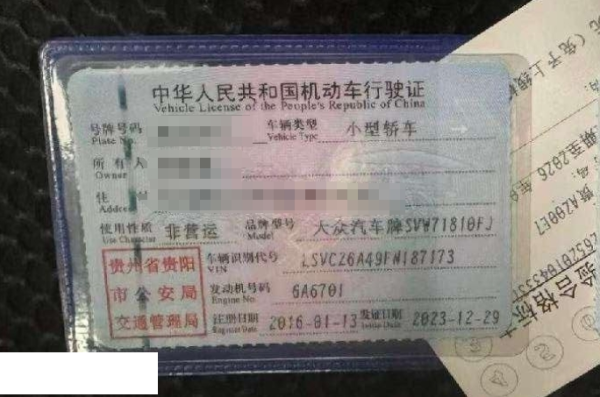 中华人民共和国机动车行驶证
Vehicle License of the People's Republic of China
号牌号码 车辆类型 小型轿车
Plate No. Vehicle Type
所有人
Owner
住
Address
使用性质 非营运 品牌型号 大众汽车牌SVW71810FJ
Use Character Model
贵州省贵阳 车辆识别代号 LSVCZ6A49FN187173
VIN
市公安局 发动机号码 6A6701
Engine No.
交通管理局 注册日期 2016-01-13 发证日期 2023-12-29
Register Date Issue Date
验合格标